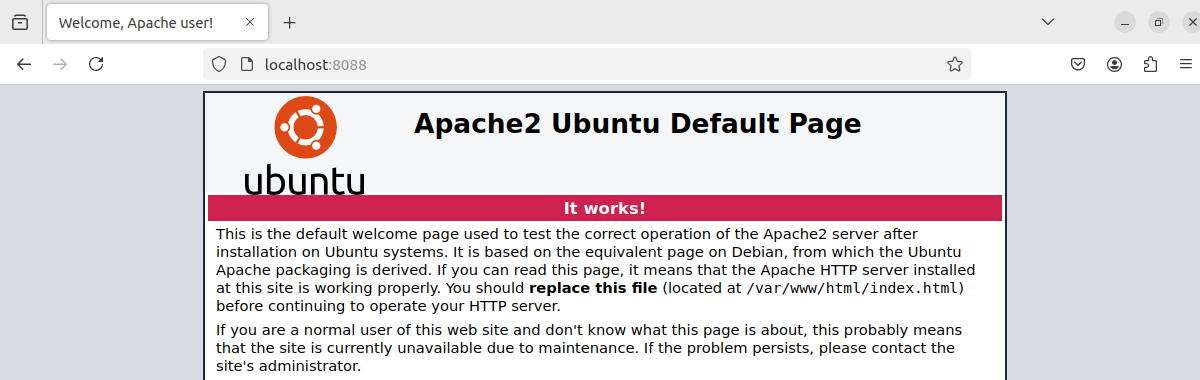 Welcome, Apache user!
localhost:8088
ubuntu
Apache2 Ubuntu Default Page
It works!
This is the default welcome page used to test the correct operation of the Apache2 server after
installation on Ubuntu systems. It is based on the equivalent page on Debian, from which the Ubuntu
Apache packaging is derived. If you can read this page, it means that the Apache HTTP server installed
at this site is working properly. You should replace this file (located at /var/www/html/index.html)
before continuing to operate your HTTP server.
If you are a normal user of this web site and don't know what this page is about, this probably means
that the site is currently unavailable due to maintenance. If the problem persists, please contact the
site's administrator.